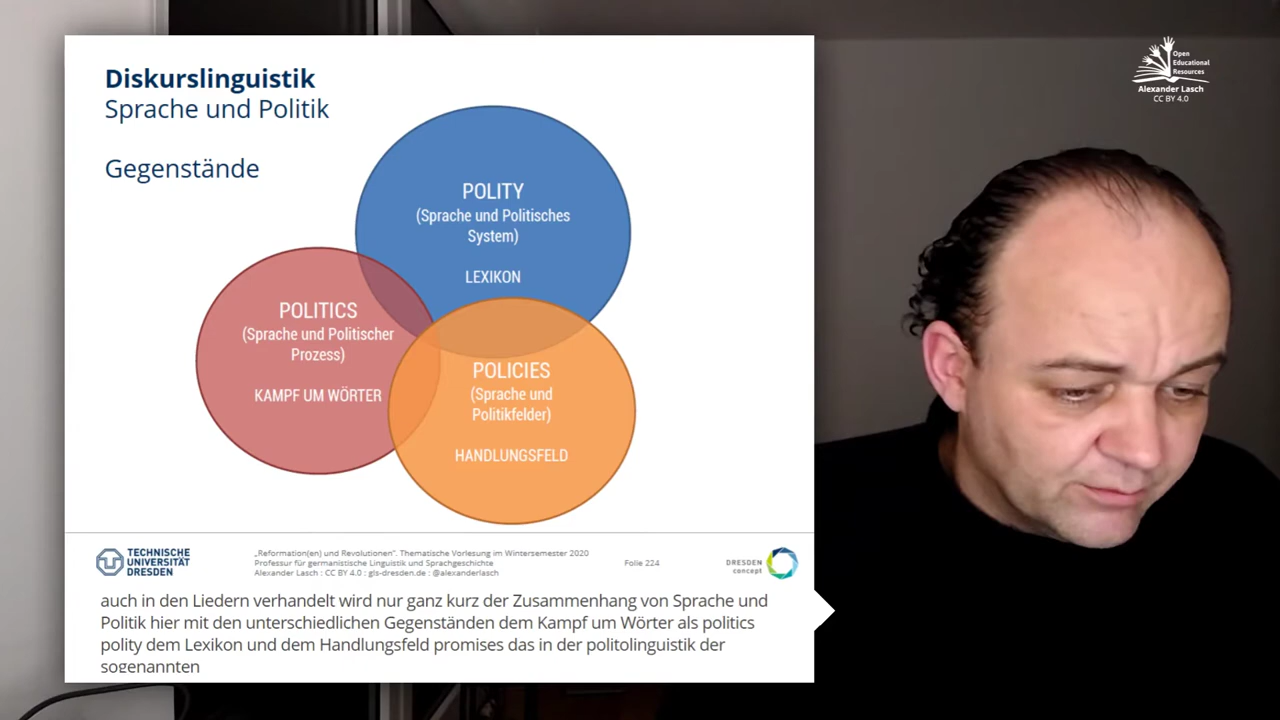 Diskurslinguistik
Sprache und Politik
Gegenstände
POLITY
(Sprache und Politisches
System)
LEXIKON
POLITICS
(Sprache und Politischer
Prozess)
KAMPF UM WÖRTER
POLICIES
(Sprache und
Politikfelder)
HANDLUNGSFELD
TECHNISCHE
UNIVERSITÄT
DRESDEN
„Reformation(en) und Revolutionen“. Thematische Vorlesung im Wintersemester 2020
Professur für germanistische Linguistik und Sprachgeschichte
Alexander Lasch : CC BY 4.0 : gls-dresden.de : @alexanderlasch
Folie 224
DRESDEN
concept
auch in den Liedern verhandelt wird nur ganz kurz der Zusammenhang von Sprache und
Politik hier mit den unterschiedlichen Gegenständen dem Kampf um Wörter als politics
polity dem Lexikon und dem Handlungsfeld promises das in der politolinguistik der
sogenannten
Open
Educational
Resources
Alexander Lasch
CC BY 4.0